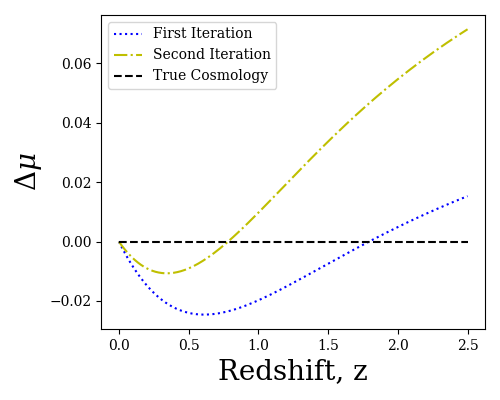 First Iteration
Second Iteration
True Cosmology
Δμ
0.06
0.04
0.02
0.00
−0.02
0.0 0.5 1.0 1.5 2.0 2.5
Redshift, z